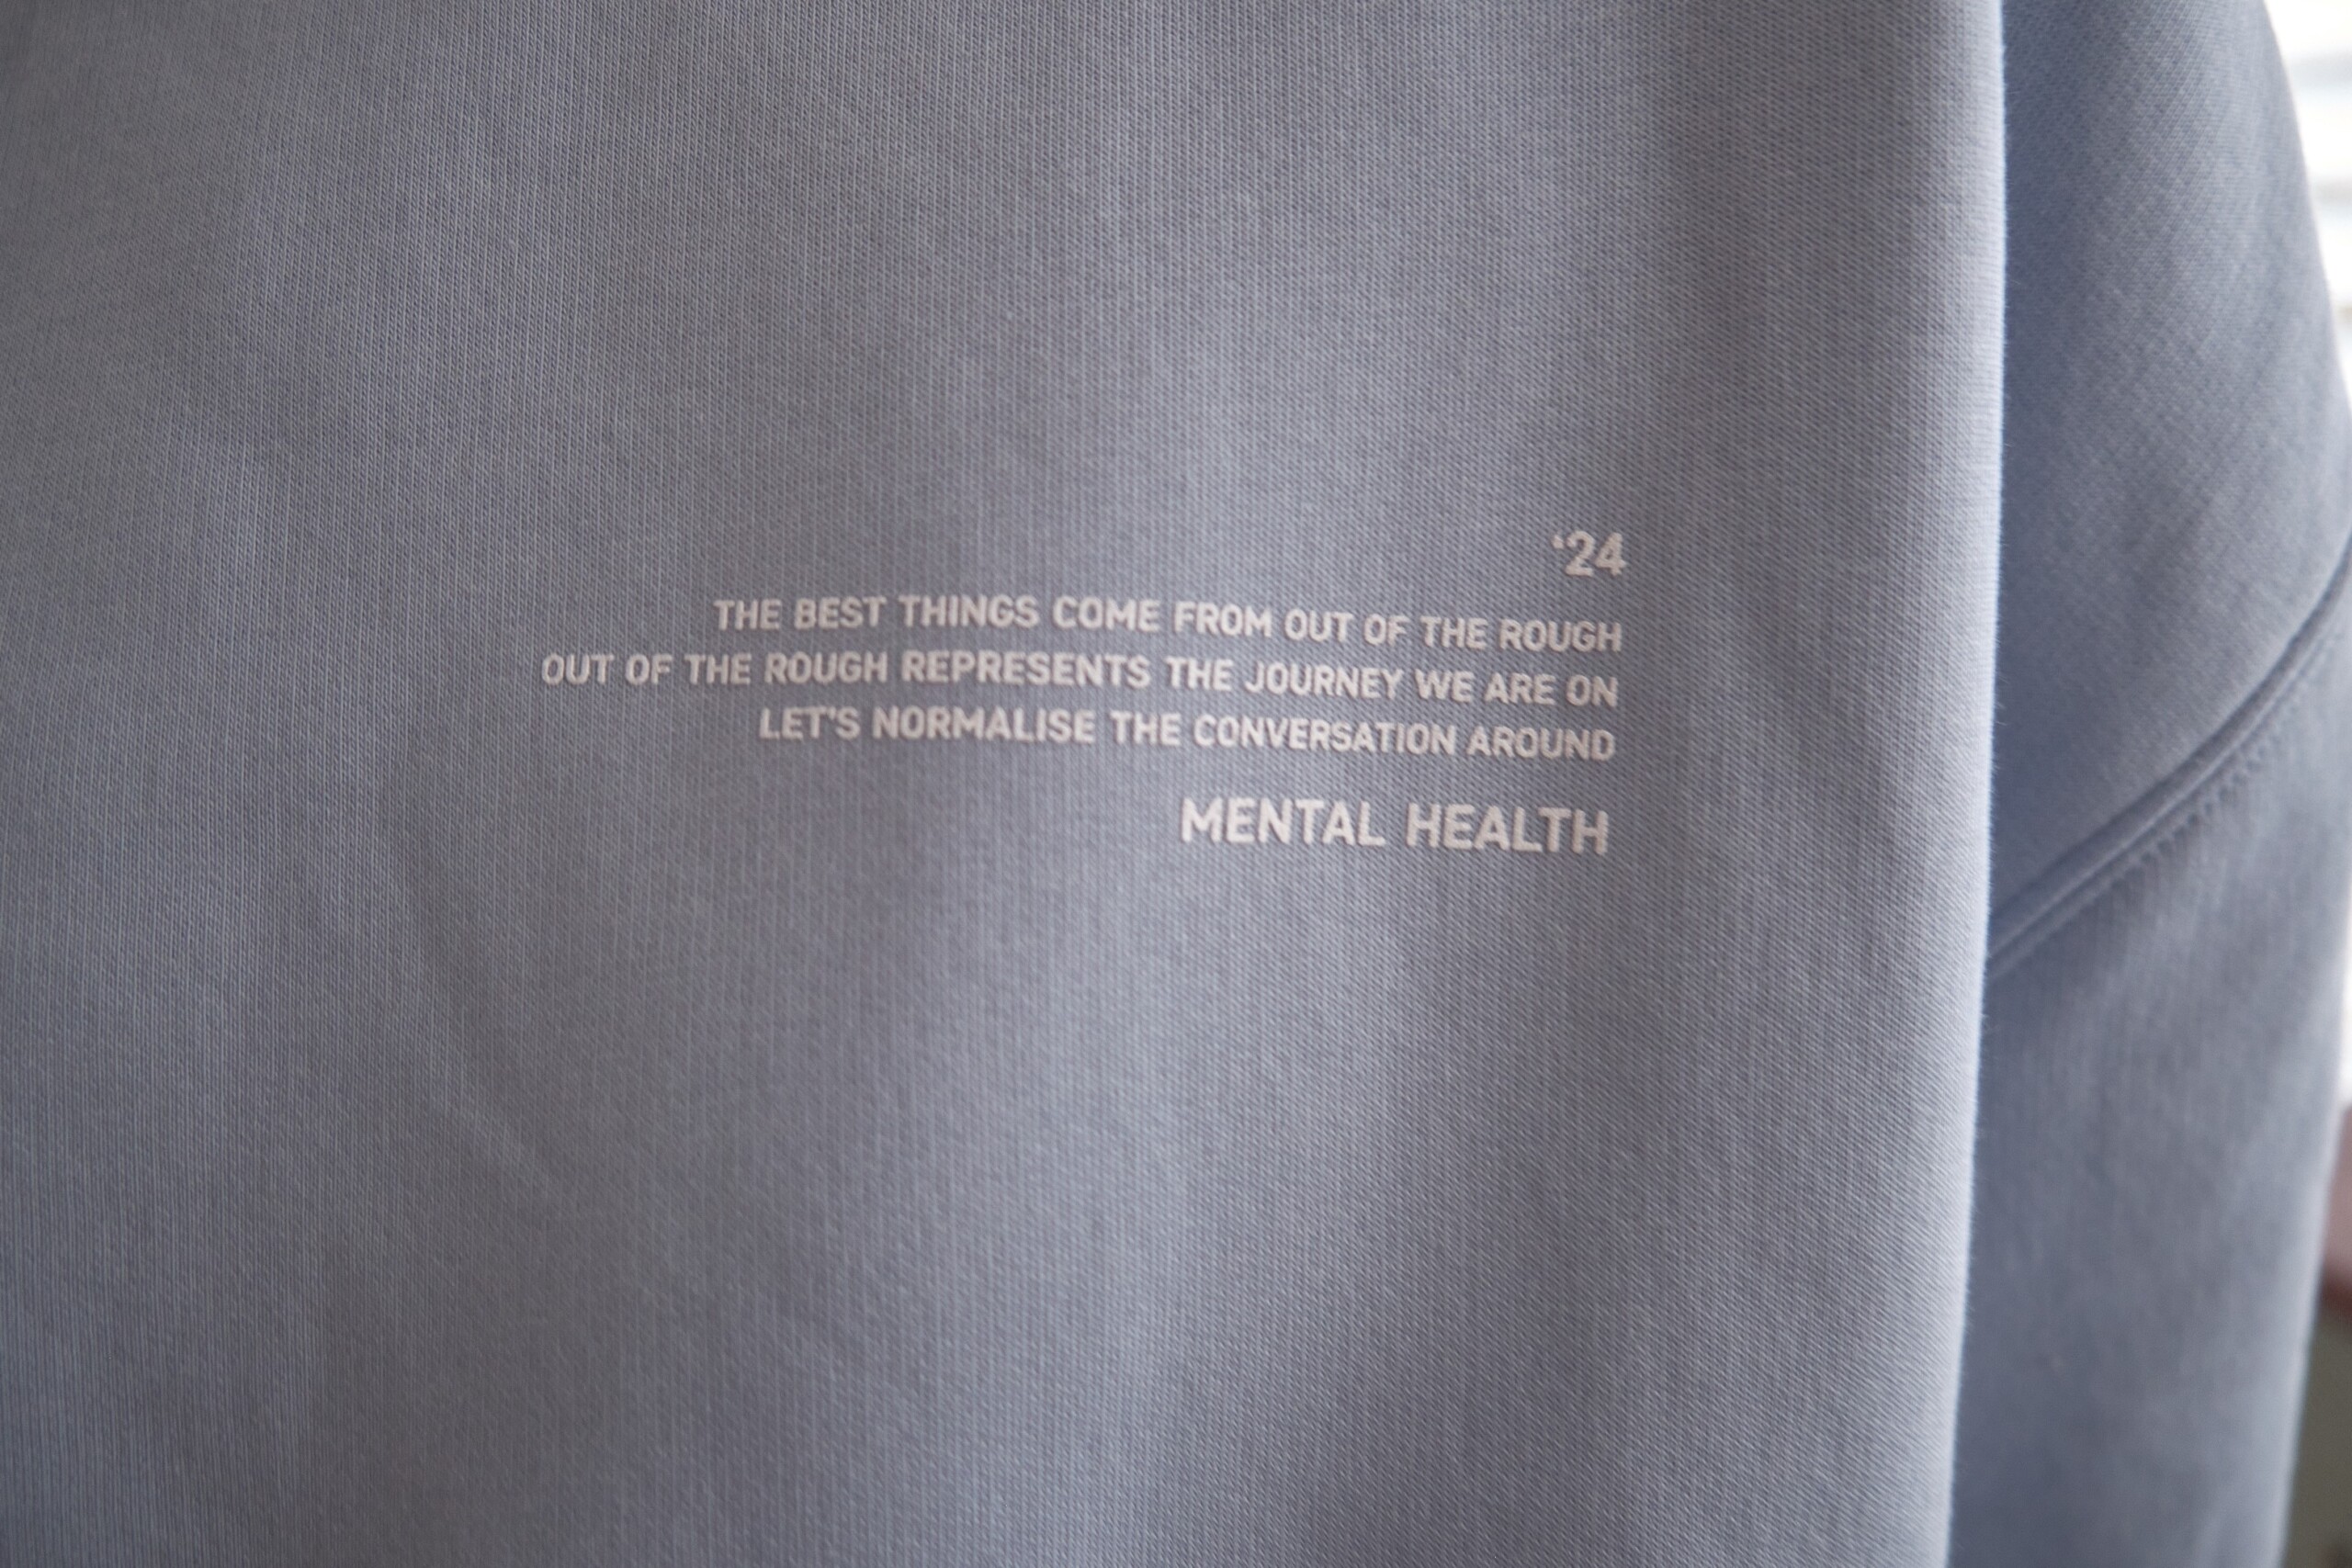 ‘24
THE BEST THINGS COME FROM OUT OF THE ROUGH
OUT OF THE ROUGH REPRESENTS THE JOURNEY WE ARE ON
LET'S NORMALISE THE CONVERSATION AROUND
MENTAL HEALTH